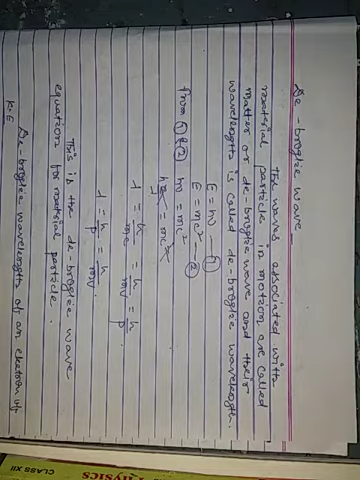 De-broglie wave -
The waves associated with
material particle in motion are called
matter or de-broglie wave and their
wavelength is called de-broglie wavelength.
E = hν — ①
E = mc² — ②
from ① & ② hν = mc²
hc/λ = mc²
λ = h/mc = h/mv = h/p
λ = h/p = h/mv
This is the de-broglie wave
equation for material particle.
De-broglie wavelength of an electron of
K.E
Physics
CLASS XII